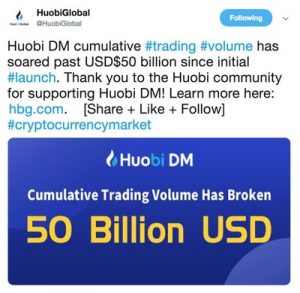 HuobiGlobal
@HuobiGlobal
Following
Huobi DM cumulative #trading #volume has
soared past USD$50 billion since initial
#launch. Thank you to the Huobi community
for supporting Huobi DM! Learn more here:
hbg.com. [Share + Like + Follow]
#cryptocurrencymarket
Huobi DM
Cumulative Trading Volume Has Broken
50 Billion USD